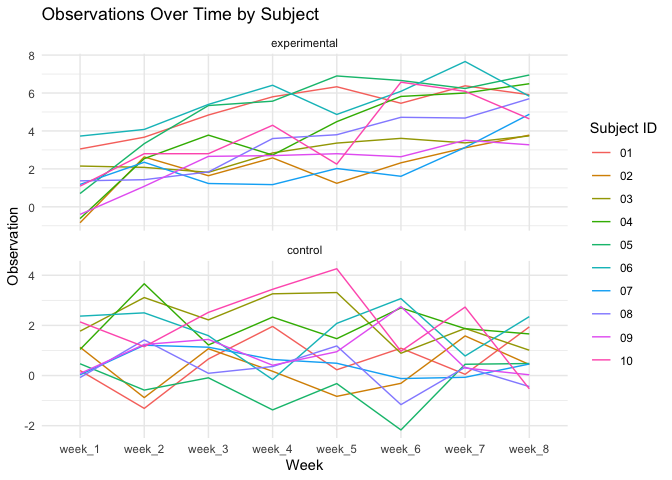 Observations Over Time by Subject
experimental
8
6
4
2
0
control
4
2
0
-2
week_1 week_2 week_3 week_4 week_5 week_6 week_7 week_8
Week
Observation
Subject ID
01
02
03
04
05
06
07
08
09
10